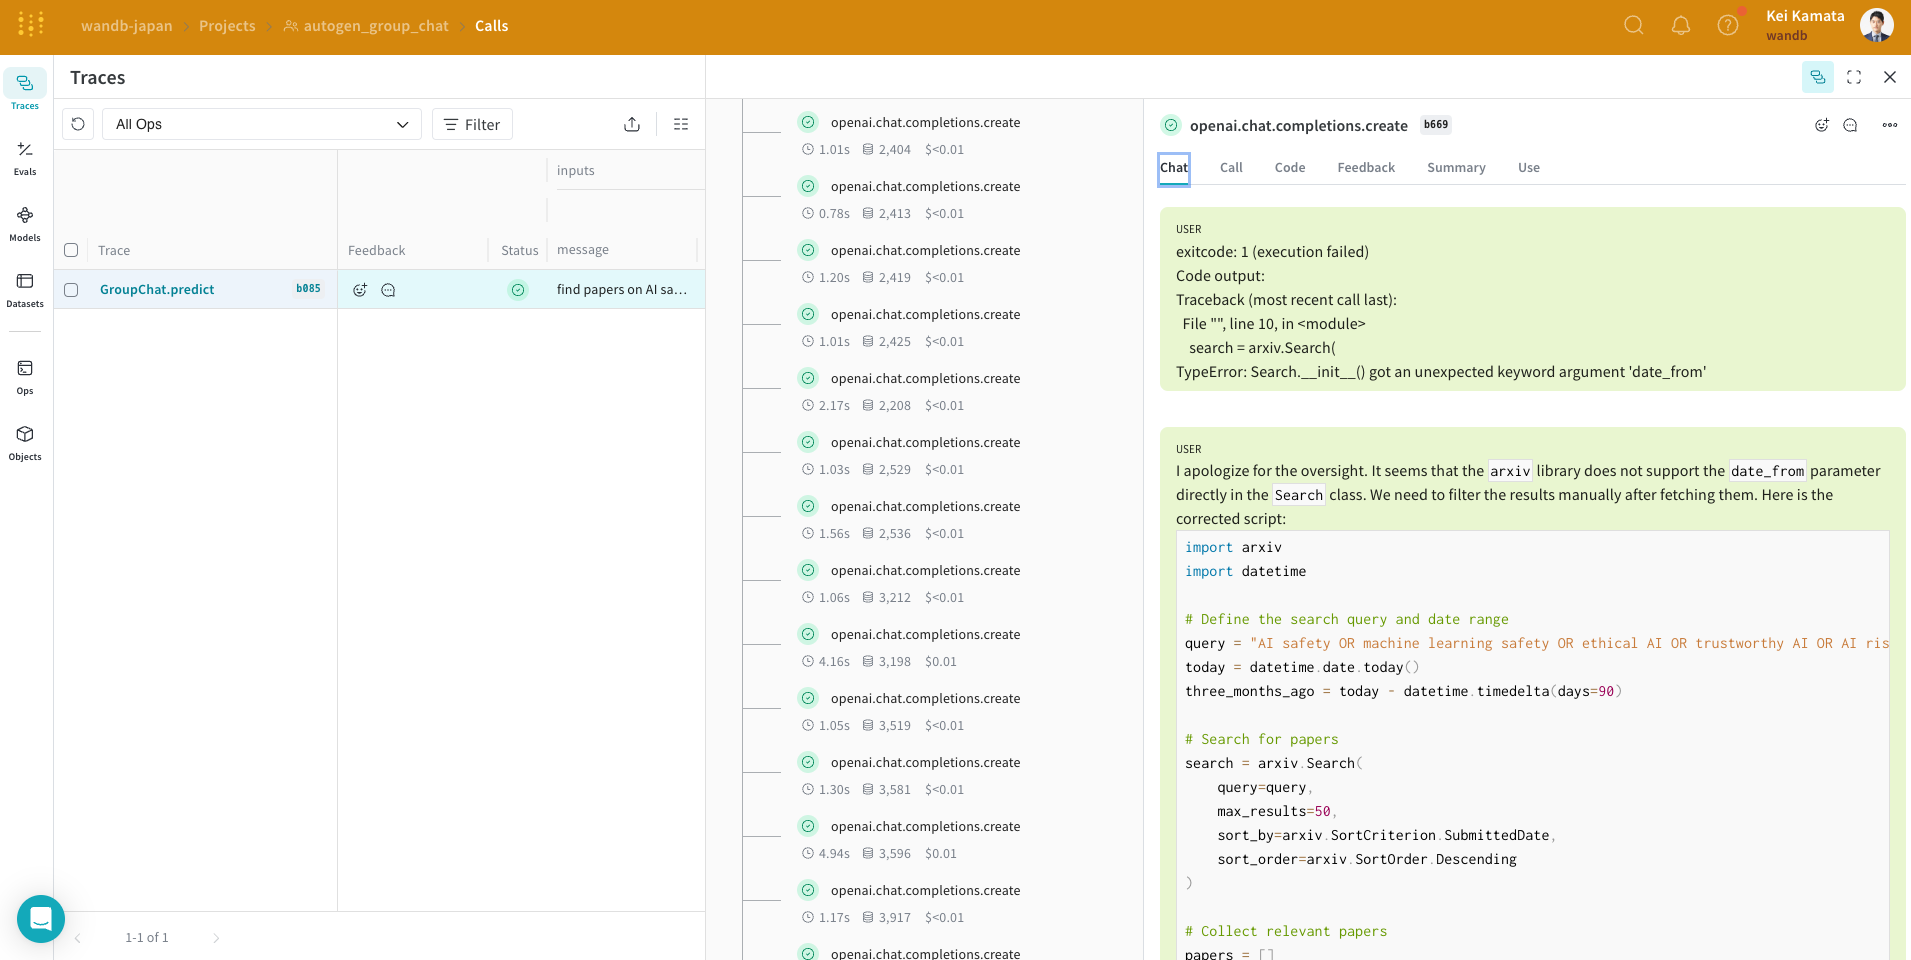 wandb-japan > Projects > autogen_group_chat > Calls
Kei Kamata
wandb
Traces
Evals
Models
Datasets
Ops
Objects
Traces
All Ops
Filter
inputs
Trace
Feedback
Status
message
GroupChat.predict
b085
find papers on AI sa...
1-1 of 1
openai.chat.completions.create
1.01s 2,404 $<0.01
openai.chat.completions.create
0.78s 2,413 $<0.01
openai.chat.completions.create
1.20s 2,419 $<0.01
openai.chat.completions.create
1.01s 2,425 $<0.01
openai.chat.completions.create
2.17s 2,208 $<0.01
openai.chat.completions.create
1.03s 2,529 $<0.01
openai.chat.completions.create
1.56s 2,536 $<0.01
openai.chat.completions.create
1.06s 3,212 $<0.01
openai.chat.completions.create
4.16s 3,198 $0.01
openai.chat.completions.create
1.05s 3,519 $<0.01
openai.chat.completions.create
1.30s 3,581 $<0.01
openai.chat.completions.create
4.94s 3,596 $0.01
openai.chat.completions.create
1.17s 3,917 $<0.01
openai.chat.completions.create
openai.chat.completions.create b669
Chat Call Code Feedback Summary Use
USER
exitcode: 1 (execution failed)
Code output:
Traceback (most recent call last):
  File "", line 10, in <module>
    search = arxiv.Search(
TypeError: Search.__init__() got an unexpected keyword argument 'date_from'
USER
I apologize for the oversight. It seems that the arxiv library does not support the date_from parameter
directly in the Search class. We need to filter the results manually after fetching them. Here is the
corrected script:
import arxiv
import datetime
# Define the search query and date range
query = "AI safety OR machine learning safety OR ethical AI OR trustworthy AI OR AI ris
today = datetime.date.today()
three_months_ago = today - datetime.timedelta(days=90)
# Search for papers
search = arxiv.Search(
    query=query,
    max_results=50,
    sort_by=arxiv.SortCriterion.SubmittedDate,
    sort_order=arxiv.SortOrder.Descending
)
# Collect relevant papers
papers = []